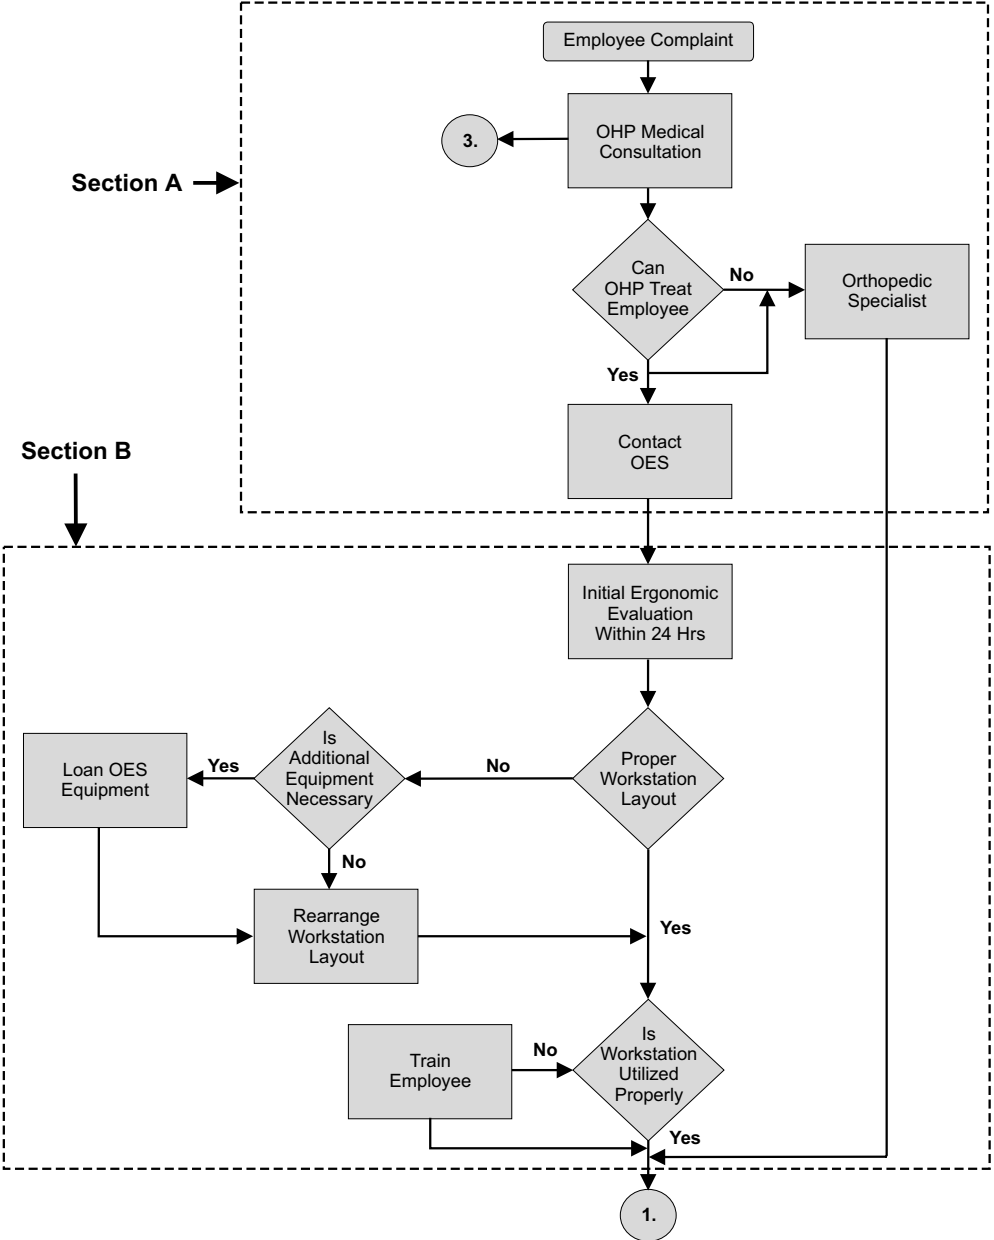 Employee Complaint
OHP Medical
Consultation
3.
Section A
Can
OHP Treat
Employee
No
Orthopedic
Specialist
Yes
Contact
OES
Section B
Initial Ergonomic
Evaluation
Within 24 Hrs
Proper
Workstation
Layout
No
Is
Additional
Equipment
Necessary
Yes
Loan OES
Equipment
No
Rearrange
Workstation
Layout
Yes
Is
Workstation
Utilized
Properly
No
Train
Employee
Yes
1.